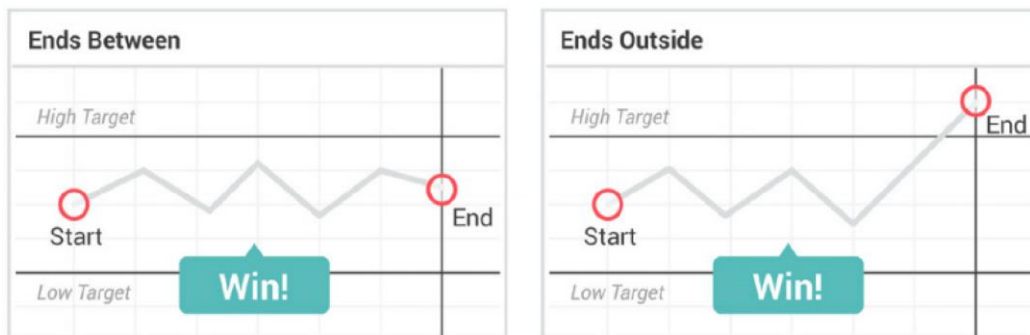 Ends Between
High Target
Start
End
Win!
Low Target
Ends Outside
High Target
End
Start
Win!
Low Target